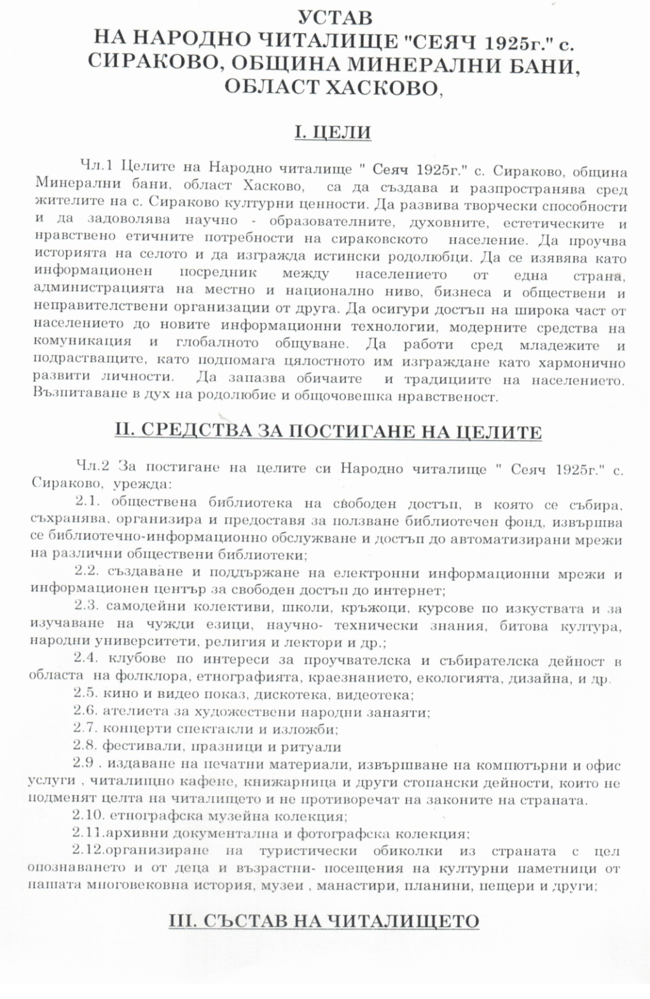 УСТАВ
НА НАРОДНО ЧИТАЛИЩЕ "СЕЯЧ 1925г." с.
СИРАКОВО, ОБЩИНА МИНЕРАЛНИ БАНИ,
ОБЛАСТ ХАСКОВО,
I. ЦЕЛИ
Чл.1 Целите на Народно читалище " Сеяч 1925г." с. Сираково, община
Минерални бани, област Хасково, са да създава и разпространява сред
жителите на с. Сираково културни ценности. Да развива творчески способности
и да задоволява научно - образователните, духовните, естетическите и
нравствено етичните потребности на сираковското население. Да проучва
историята на селото и да изгражда истински родолюбци. Да се изявява като
информационен посредник между населението от една страна,
администрацията на местно и национално ниво, бизнеса и обществени и
неправителствени организации от друга. Да осигури достъп на широка част от
населението до новите информационни технологии, модерните средства на
комуникация и глобалното общуване. Да работи сред младежите и
подрастващите, като подпомага цялостното им изграждане като хармонично
развити личности. Да запазва обичаите и традициите на населението.
Възпитаване в дух на родолюбие и общочовешка нравственост.
II. СРЕДСТВА ЗА ПОСТИГАНЕ НА ЦЕЛИТЕ
Чл.2 За постигане на целите си Народно читалище " Сеяч 1925г." с.
Сираково, урежда:
2.1. обществена библиотека на свободен достъп, в която се събира,
съхранява, организира и предоставя за ползване библиотечен фонд, извършва
се библиотечно-информационно обслужване и достъп до автоматизирани мрежи
на различни обществени библиотеки;
2.2. създаване и поддържане на електронни информационни мрежи и
информационен център за свободен достъп до интернет;
2.3. самодейни колективи, школи, кръжоци, курсове по изкуствата и за
изучаване на чужди езици, научно- технически знания, битова култура,
народни университети, религия и лектори и др.;
2.4. клубове по интереси за проучвателска и събирателска дейност в
областа на фолклора, етнографията, краезнанието, екологията, дизайна, и др.
2.5. кино и видео показ, дискотека, видеотека;
2.6. ателиета за художествени народни занаяти;
2.7. концерти спектакли и изложби;
2.8. фестивали, празници и ритуали
2.9 . издаване на печатни материали, извършване на компютърни и офис
услуги , читалищно кафене, книжарница и други стопански дейности, които не
подменят целта на читалището и не противоречат на законите на страната.
2.10. етнографска музейна колекция;
2.11.архивни документална и фотографска колекция;
2.12.организиране на туристически обиколки из страната с цел
опознаването и от деца и възрастни- посещения на културни паметници от
нашата многовековна история, музеи , манастири, планини, пещери и други;
III. СЪСТАВ НА ЧИТАЛИЩЕТО